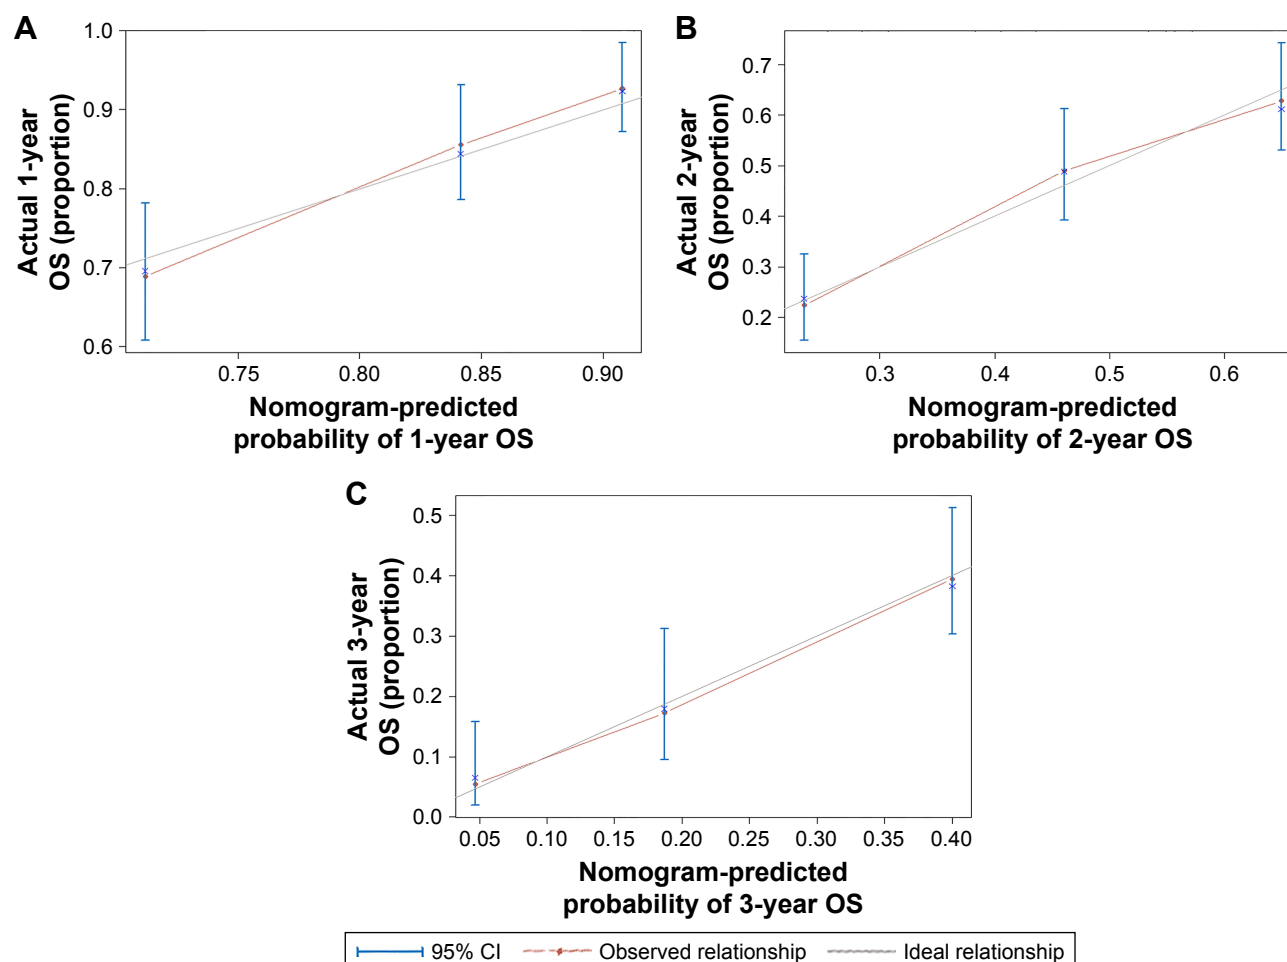 A
Actual 1-year
OS (proportion)
1.0
0.9
0.8
0.7
0.6
0.75 0.80 0.85 0.90
Nomogram-predicted
probability of 1-year OS
B
Actual 2-year
OS (proportion)
0.7
0.6
0.5
0.4
0.3
0.2
0.3 0.4 0.5 0.6
Nomogram-predicted
probability of 2-year OS
C
Actual 3-year
OS (proportion)
0.5
0.4
0.3
0.2
0.1
0.0
0.05 0.10 0.15 0.20 0.25 0.30 0.35 0.40
Nomogram-predicted
probability of 3-year OS
95% CI Observed relationship Ideal relationship